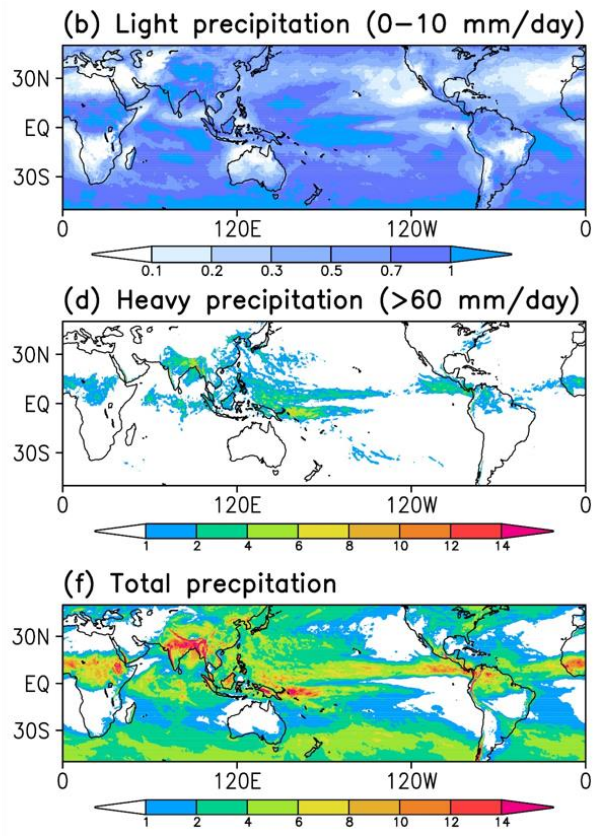 (b) Light precipitation (0−10 mm/day)
30N
EQ
30S
0 120E 120W 0
0.1 0.2 0.3 0.5 0.7 1
(d) Heavy precipitation (>60 mm/day)
30N
EQ
30S
0 120E 120W 0
1 2 4 6 8 10 12 14
(f) Total precpitation
30N
EQ
30S
0 120E 120W 0
1 2 4 6 8 10 12 14